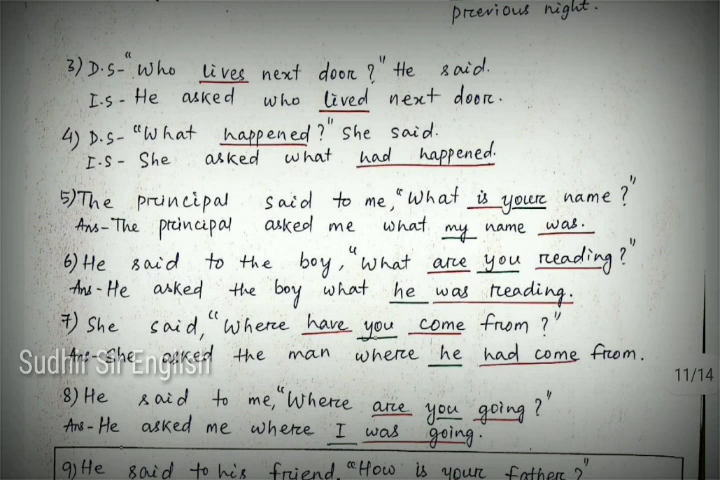 previous night.
3) D.S-"Who lives next door?" He said.
I.S - He asked who lived next door.
4) D.S- "What happened?" She said.
I.S - She asked what had happened.
5) The principal said to me, "What is your name?"
Ans- The principal asked me what my name was.
6) He said to the boy, "What are you reading?"
Ans- He asked the boy what he was reading.
7) She said, "Where have you come from?"
Ans- She asked the man where he had come from.
Sudhir Sir English
11/14
8) He said to me, "Where are you going?"
Ans- He asked me where I was going.
9) He said to his friend, "How is your father?"